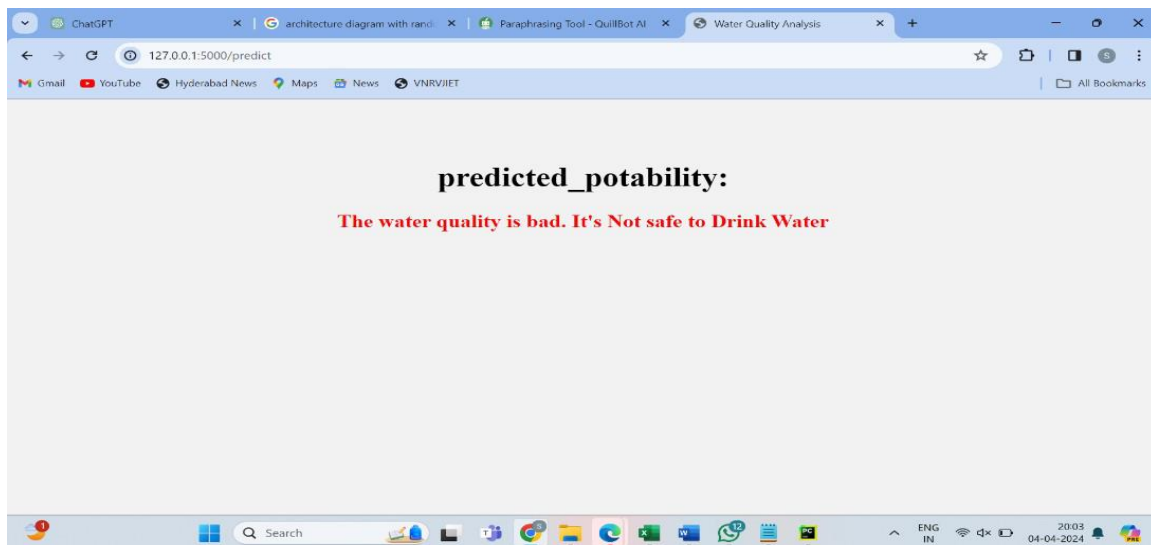 ChatGPT
architecture diagram with rand
Paraphrasing Tool - QuillBot AI
Water Quality Analysis
127.0.0.1:5000/predict
S
Gmail
YouTube
Hyderabad News
Maps
News
VNRVJIET
All Bookmarks
predicted_potability:
The water quality is bad. It's Not safe to Drink Water
1
Search
12
ENG
IN
20:03
04-04-2024